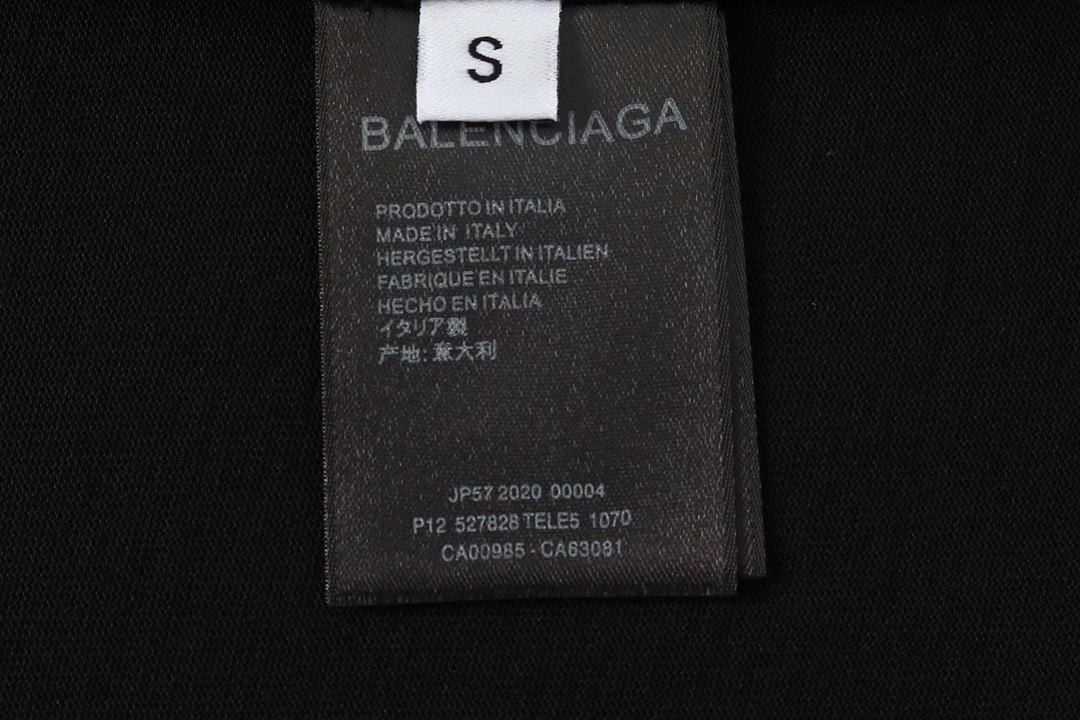 S
BALENCIAGA
PRODOTTO IN ITALIA
MADE IN ITALY
HERGESTELLT IN ITALIEN
FABRIQUE EN ITALIE
HECHO EN ITALIA
イタリア製
产地: 意大利
JP57 2020 00004
P12 527828 TELE5 1070
CA00985 - CA63081